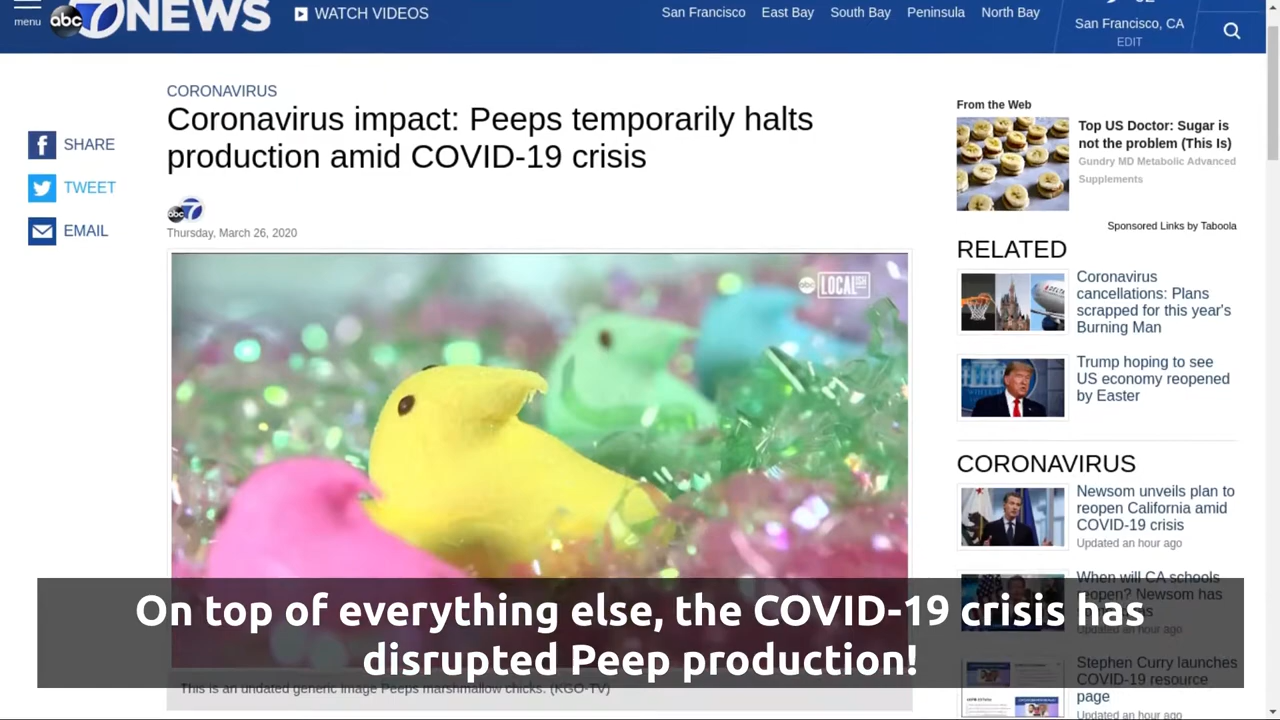 menu
abc 7 NEWS
WATCH VIDEOS
San Francisco
East Bay
South Bay
Peninsula
North Bay
San Francisco, CA
EDIT
SHARE
TWEET
EMAIL
CORONAVIRUS
Coronavirus impact: Peeps temporarily halts
production amid COVID-19 crisis
abc 7
Thursday, March 26, 2020
abc LOCALISH
This is an undated generic image Peeps marshmallow chicks. (KGO-TV)
From the Web
Top US Doctor: Sugar is
not the problem (This Is)
Gundry MD Metabolic Advanced
Supplements
Sponsored Links by Taboola
RELATED
Coronavirus
cancellations: Plans
scrapped for this year's
Burning Man
Trump hoping to see
US economy reopened
by Easter
CORONAVIRUS
Newsom unveils plan to
reopen California amid
COVID-19 crisis
Updated an hour ago
When will CA schools
reopen? Newsom has
Updated an hour ago
Stephen Curry launches
COVID-19 resource
page
Updated an hour ago
On top of everything else, the COVID-19 crisis has
disrupted Peep production!